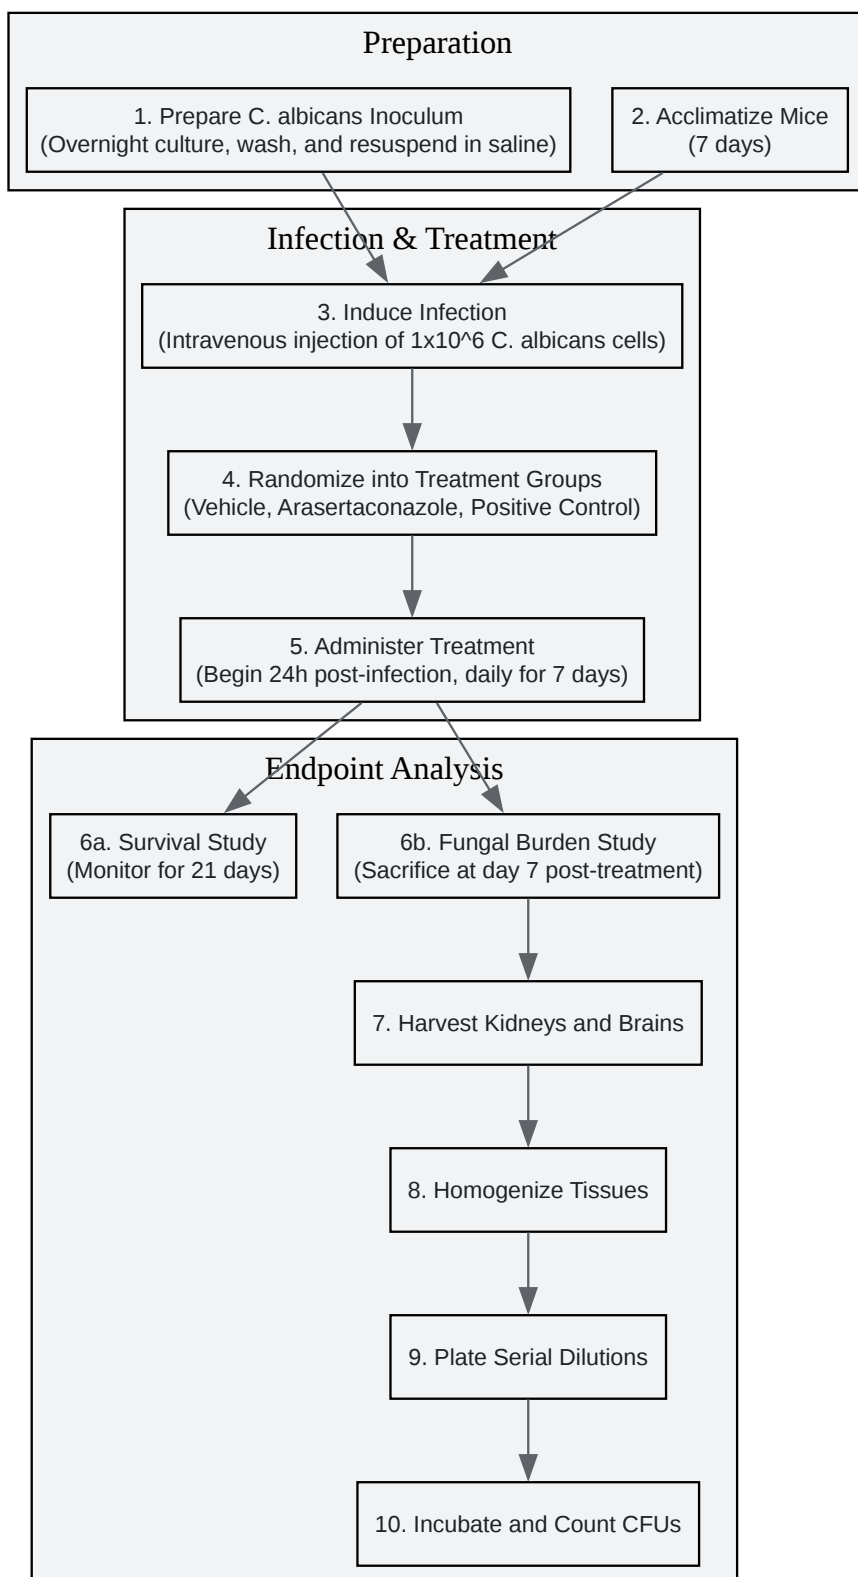 Preparation
1. Prepare C. albicans Inoculum
(Overnight culture, wash, and resuspend in saline)
2. Acclimatize Mice
(7 days)
Infection & Treatment
3. Induce Infection
(Intravenous injection of 1x10^6 C. albicans cells)
4. Randomize into Treatment Groups
(Vehicle, Arasertaconazole, Positive Control)
5. Administer Treatment
(Begin 24h post-infection, daily for 7 days)
Endpoint Analysis
6a. Survival Study
(Monitor for 21 days)
6b. Fungal Burden Study
(Sacrifice at day 7 post-treatment)
7. Harvest Kidneys and Brains
8. Homogenize Tissues
9. Plate Serial Dilutions
10. Incubate and Count CFUs